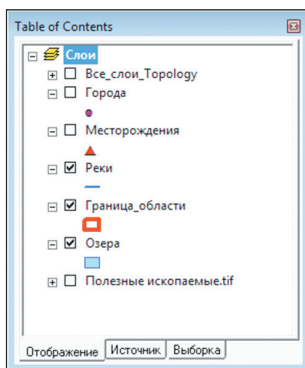 Table of Contents
Слои
Все_слои_Topology
Города
Месторождения
Реки
Граница_области
Озера
Полезные ископаемые.tif
Отображение Источник Выборка